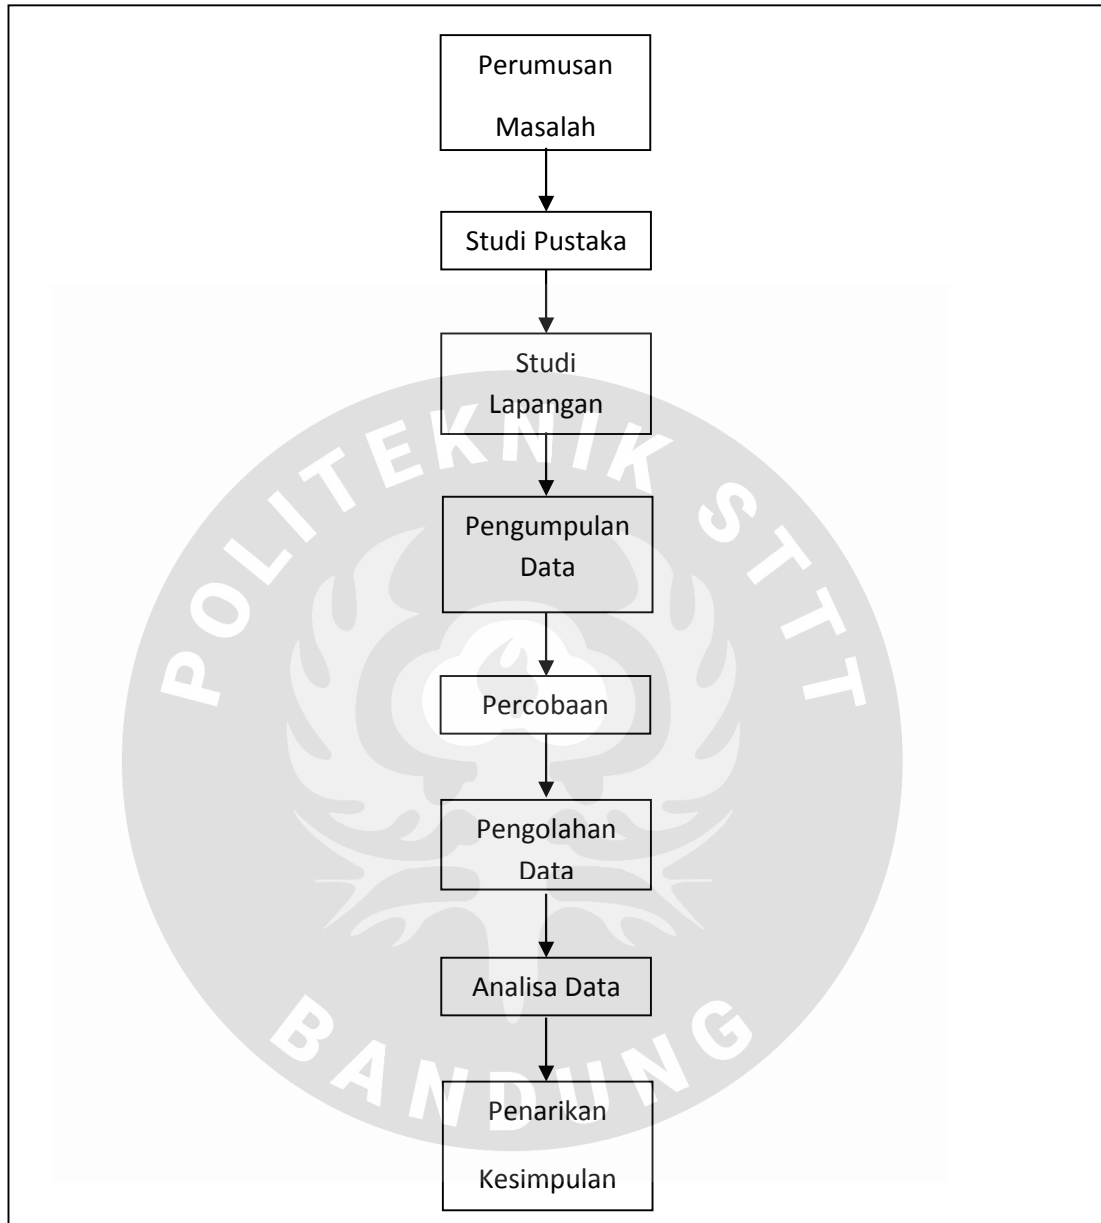 Perumusan
Masalah
Studi Pustaka
Studi
Lapangan
Pengumpulan
Data
Percobaan
Pengolahan
Data
Analisa Data
Penarikan
Kesimpulan
POLITEKNIK STTT
BANDUNG